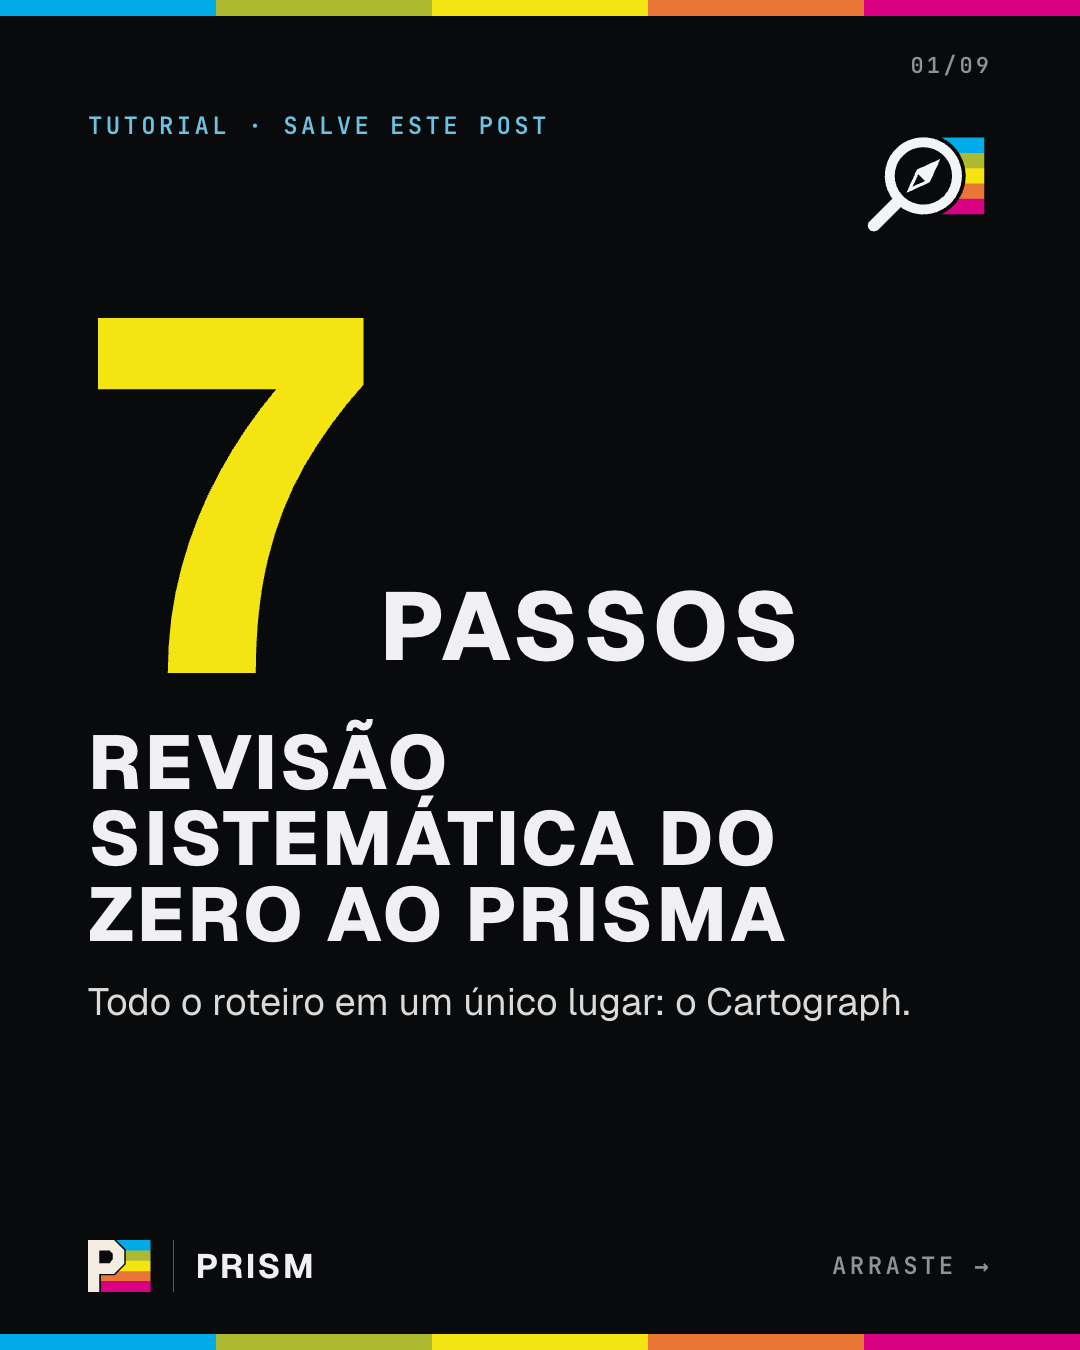 01/09
TUTORIAL · SALVE ESTE POST
7 PASSOS
REVISÃO
SISTEMÁTICA DO
ZERO AO PRISMA
Todo o roteiro em um único lugar: o Cartograph.
P PRISM
ARRASTE →